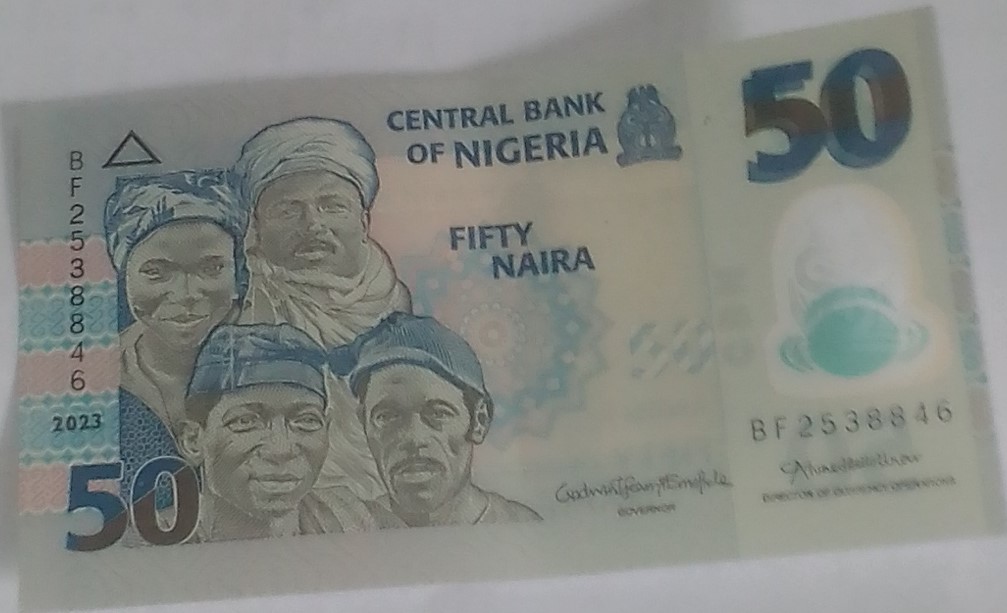 CENTRAL BANK
OF NIGERIA
50
BF2538846
FIFTY
NAIRA
2023
50
BF2538846
GOVERNOR
DIRECTOR OF CURRENCY OPERATIONS